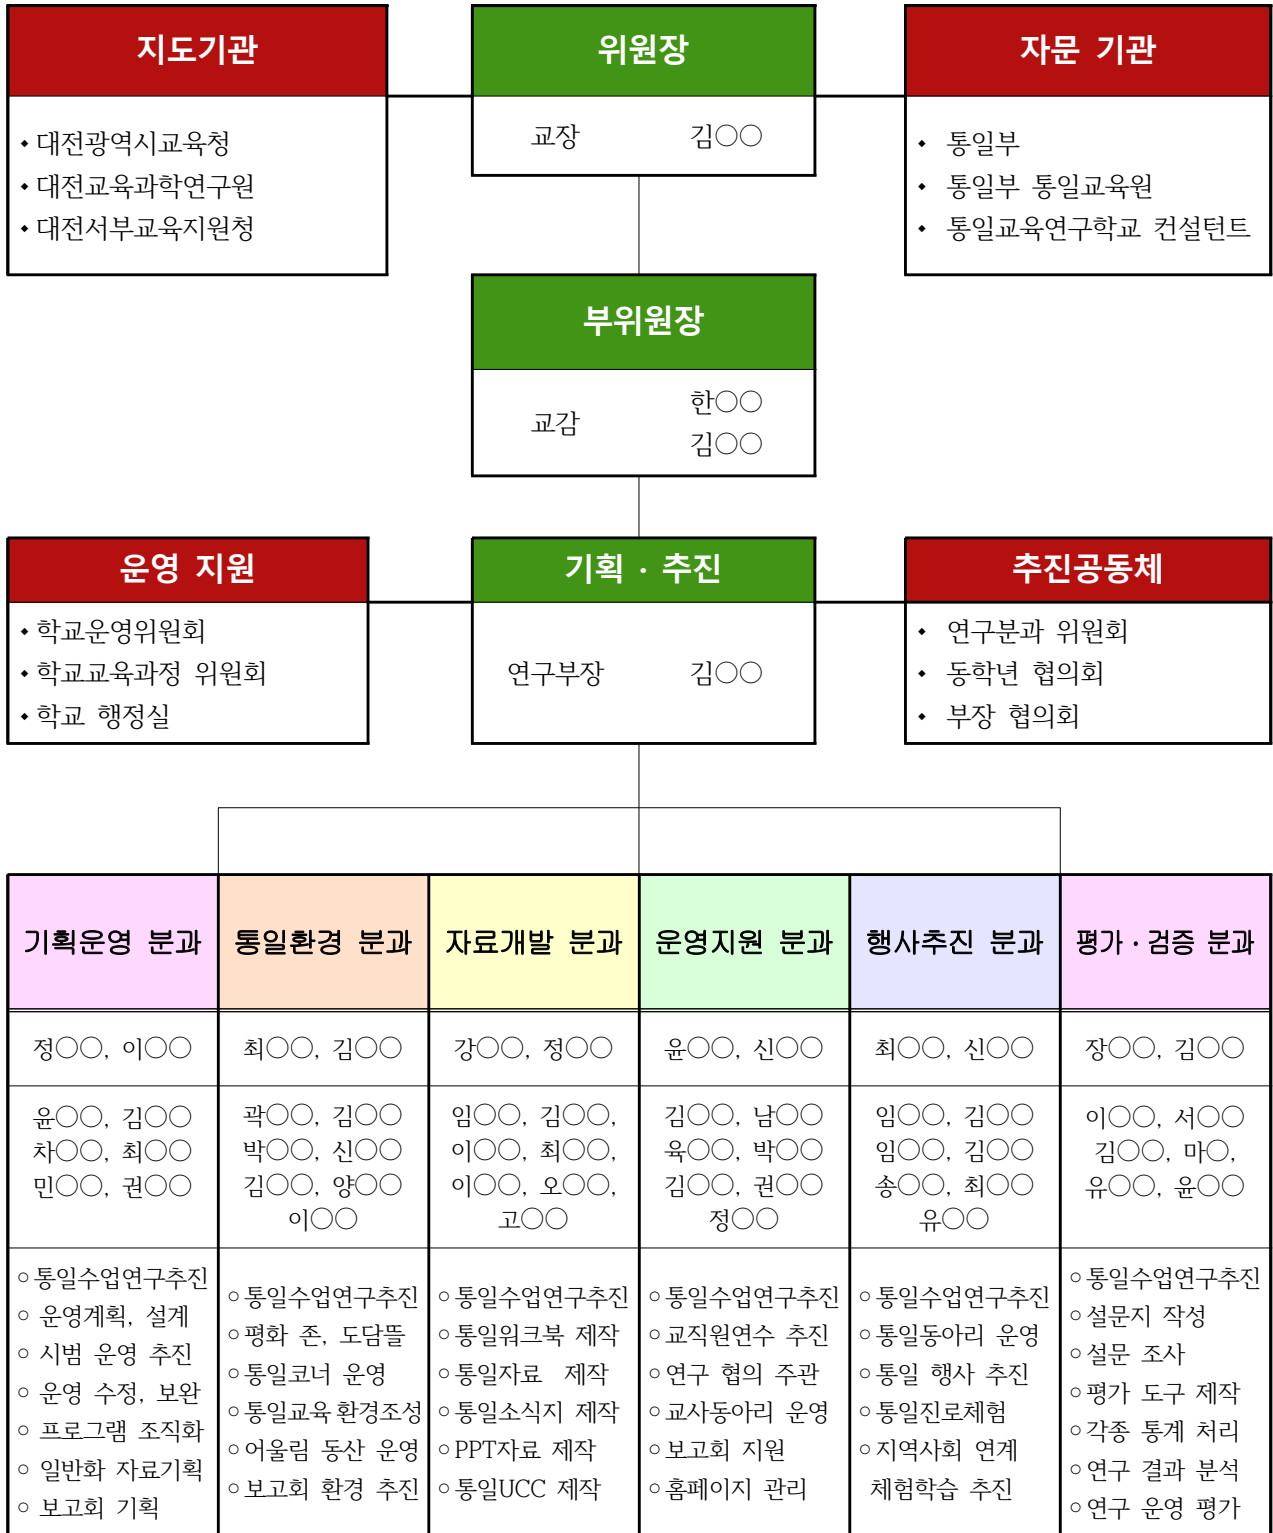 지도기관
◆ 대전광역시교육청
◆ 대전교육과학연구원
◆ 대전서부교육지원청
위원장
교장 김○○
자문 기관
◆ 통일부
◆ 통일부 통일교육원
◆ 통일교육연구학교 컨설턴트
부위원장
교감
한○○
김○○
운영 지원
◆ 학교운영위원회
◆ 학교교육과정 위원회
◆ 학교 행정실
기획 · 추진
연구부장 김○○
추진공동체
◆ 연구분과 위원회
◆ 동학년 협의회
◆ 부장 협의회
기획운영 분과
정○○, 이○○
윤○○, 김○○
차○○, 최○○
민○○, 권○○
○통일수업연구추진
○ 운영계획, 설계
○ 시범 운영 추진
○ 운영 수정, 보완
○ 프로그램 조직화
○ 일반화 자료기획
○ 보고회 기획
통일환경 분과
최○○, 김○○
곽○○, 김○○
박○○, 신○○
김○○, 양○○
이○○
○통일수업연구추진
○평화 존, 도담뜰
○통일코너 운영
○통일교육 환경조성
○어울림 동산 운영
○보고회 환경 추진
자료개발 분과
강○○, 정○○
임○○, 김○○,
이○○, 최○○,
이○○, 오○○,
고○○
○통일수업연구추진
○통일워크북 제작
○통일자료 제작
○통일소식지 제작
○PPT자료 제작
○통일UCC 제작
운영지원 분과
윤○○, 신○○
김○○, 남○○
육○○, 박○○
김○○, 권○○
정○○
○통일수업연구추진
○교직원연수 추진
○연구 협의 주관
○교사동아리 운영
○보고회 지원
○홈페이지 관리
행사추진 분과
최○○, 신○○
임○○, 김○○
임○○, 김○○
송○○, 최○○
유○○
○통일수업연구추진
○통일동아리 운영
○통일 행사 추진
○통일진로체험
○지역사회 연계
체험학습 추진
평가 · 검증 분과
장○○, 김○○
이○○, 서○○
김○○, 마○,
유○○, 윤○○
○통일수업연구추진
○설문지 작성
○설문 조사
○평가 도구 제작
○각종 통계 처리
○연구 결과 분석
○연구 운영 평가